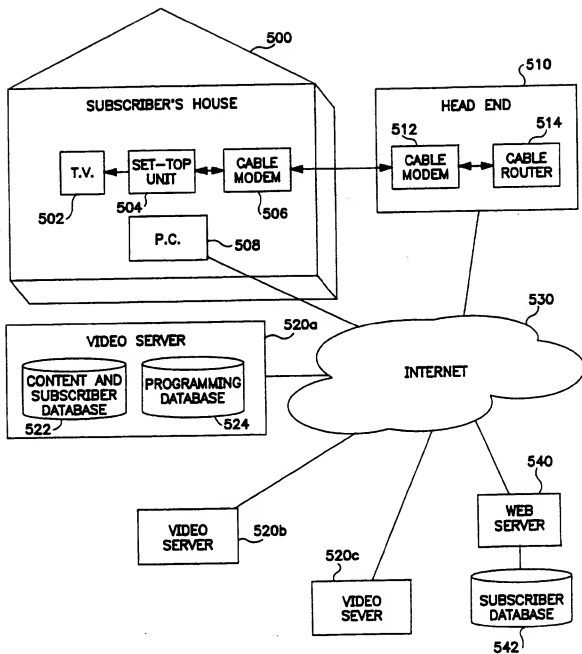 500
SUBSCRIBER'S HOUSE
T.V.
502
SET-TOP
UNIT
504
CABLE
MODEM
506
P.C.
508
510
HEAD END
512
CABLE
MODEM
514
CABLE
ROUTER
520a
VIDEO SERVER
CONTENT AND
SUBSCRIBER
DATABASE
522
PROGRAMMING
DATABASE
524
530
INTERNET
VIDEO
SERVER
520b
520c
VIDEO
SEVER
540
WEB
SERVER
SUBSCRIBER
DATABASE
542